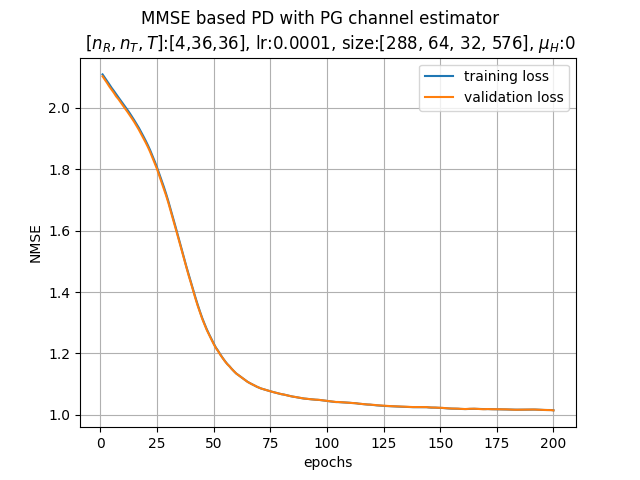 MMSE based PD with PG channel estimator
[n_R, n_T, T]:[4,36,36], lr:0.0001, size:[288, 64, 32, 576], μ_H:0
training loss
validation loss
2.0
1.8
1.6
1.4
1.2
1.0
NMSE
0 25 50 75 100 125 150 175 200
epochs